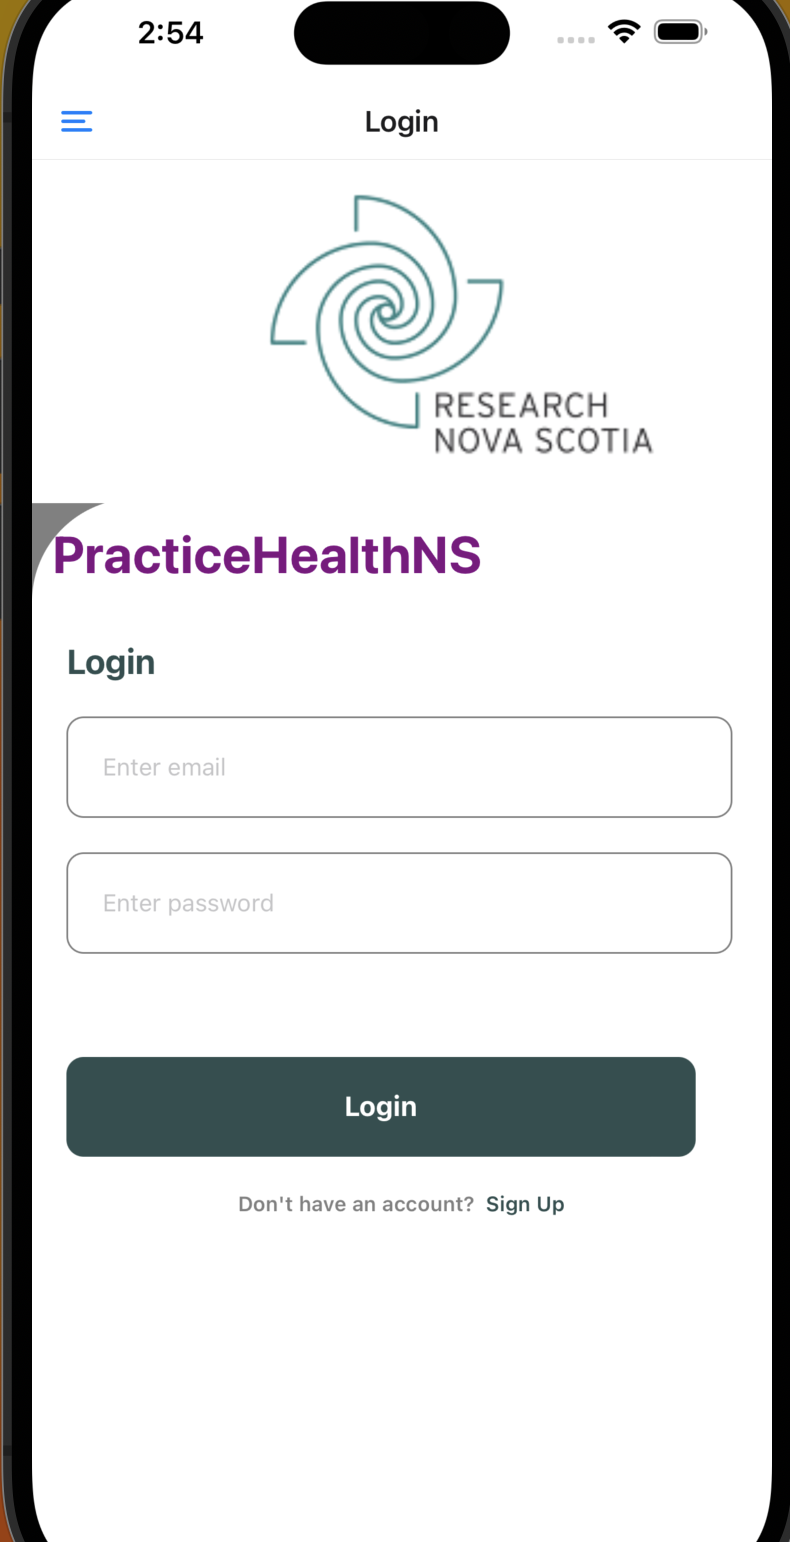 2:54
Login
RESEARCH
NOVA SCOTIA
PracticeHealthNS
Login
Enter email
Enter password
Login
Don't have an account? Sign Up